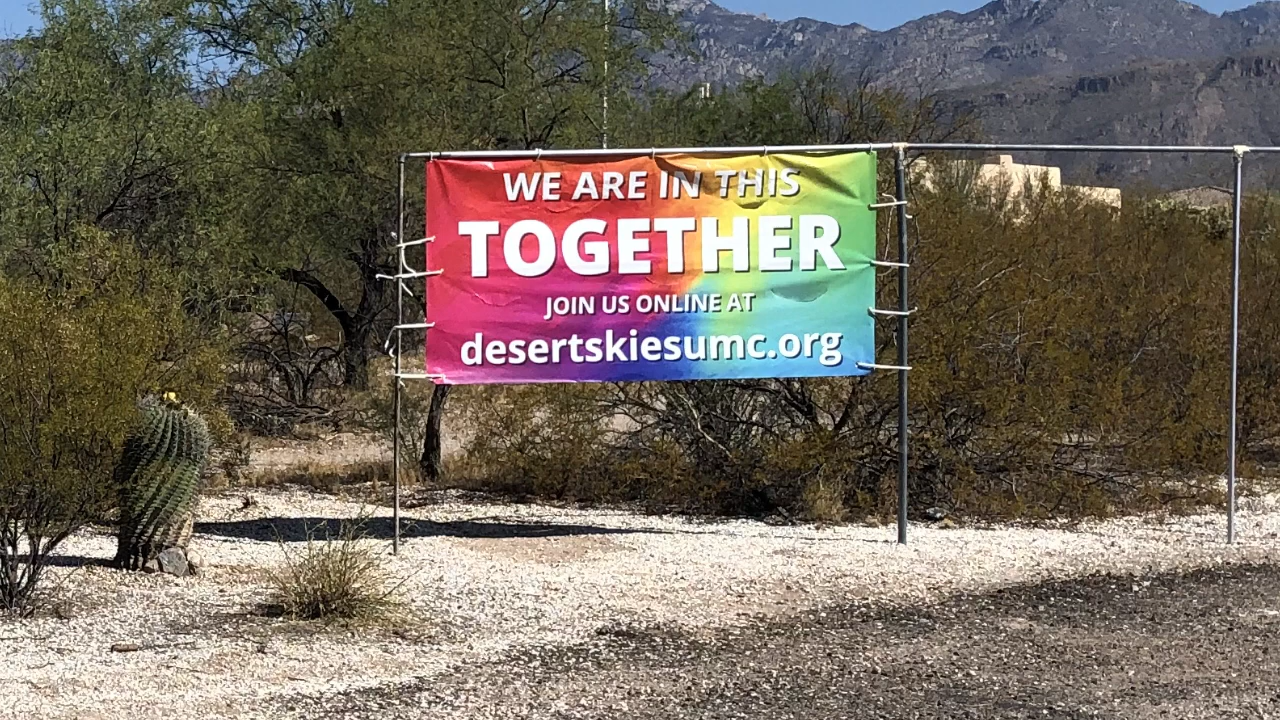 WE ARE IN THIS
TOGETHER
JOIN US ONLINE AT
desertskiesumc.org